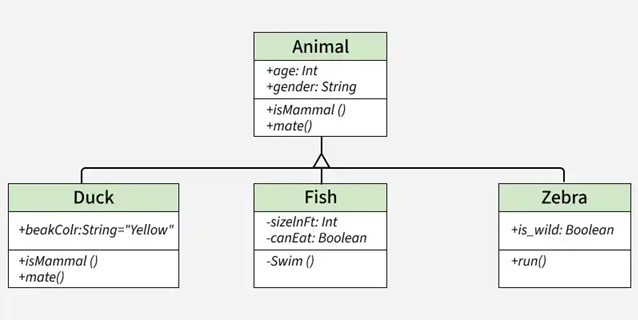 Animal
+age: Int
+gender: String
+isMammal ()
+mate()
Duck
+beakColr:String="Yellow"
+isMammal ()
+mate()
Fish
-sizeInFt: Int
-canEat: Boolean
-Swim ()
Zebra
+is_wild: Boolean
+run()